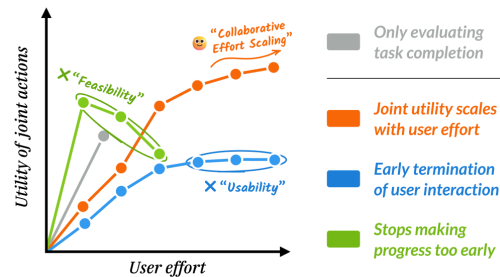 Utility of joint actions
"Collaborative
Effort Scaling"
"Feasibility"
"Usability"
User effort
Only evaluating
task completion
Joint utility scales
with user effort
Early termination
of user interaction
Stops making
progress too early